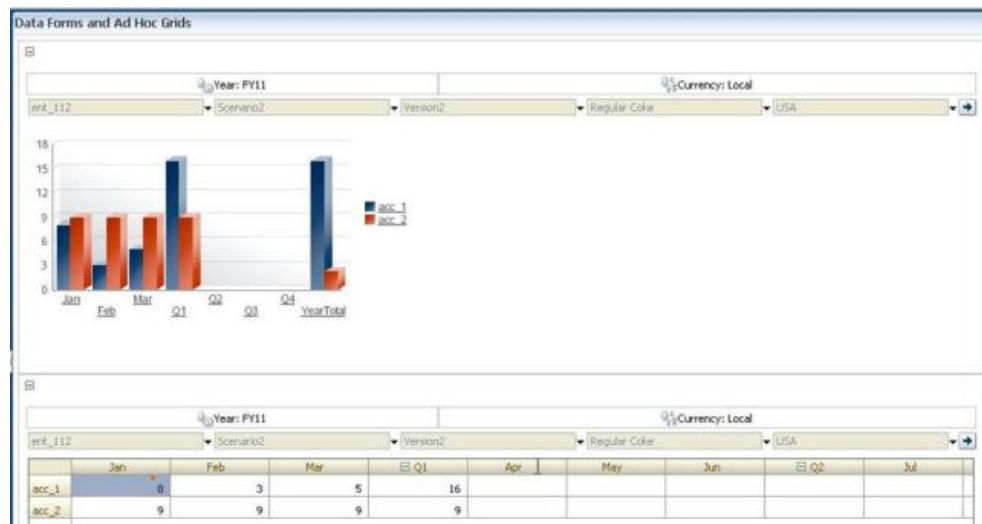 Data Forms and Ad Hoc Grids
Year: FY11 Currency: Local
ent_112 Scenario2 Version2 Regular Coke USA
18
15
12
9
6
3
0
acc_1
acc_2
Jan Feb Mar Q1 Q2 Q3 Q4 YearTotal
Year: FY11 Currency: Local
ent_112 Scenario2 Version2 Regular Coke USA
Jan Feb Mar Q1 Apr May Jun Q2 Jul
acc_1 8 3 5 16
acc_2 9 9 9 9